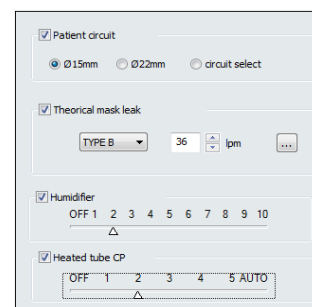 Patient circuit
Ø15mm Ø22mm circuit select
Theorical mask leak
TYPE B 36 lpm ...
Humidifier
OFF 1 2 3 4 5 6 7 8 9 10
Heated tube CP
OFF 1 2 3 4 5 AUTO